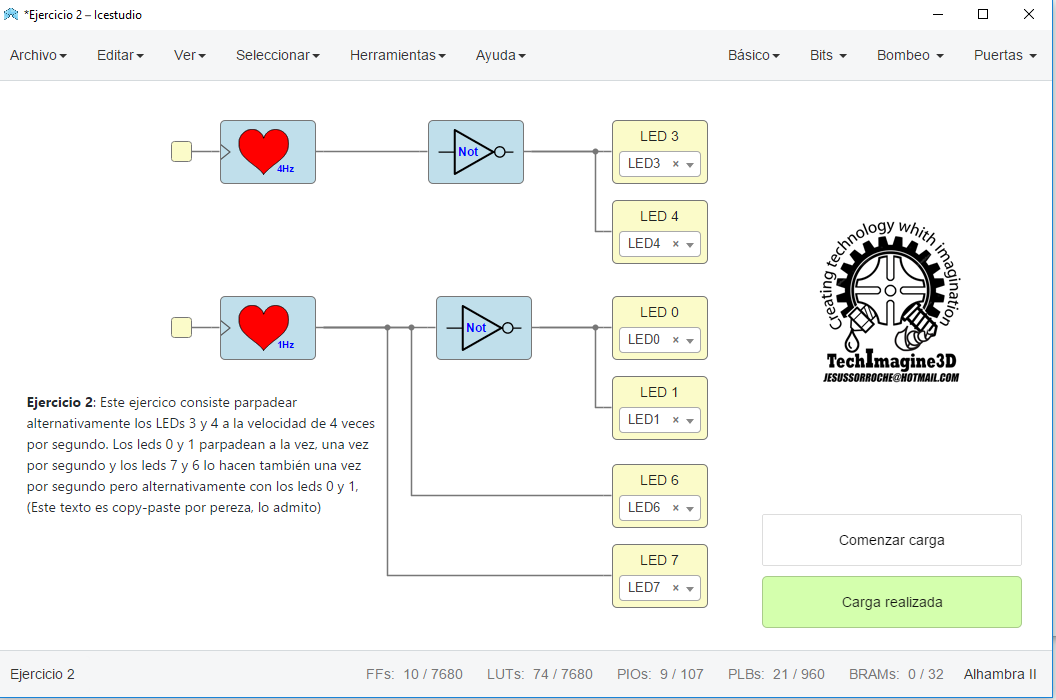 *Ejercicio 2 – Icestudio
Archivo Editar Ver Seleccionar Herramientas Ayuda Básico Bits Bombeo Puertas
4Hz
Not
LED 3
LED3 ×
LED 4
LED4 ×
1Hz
Not
LED 0
LED0 ×
LED 1
LED1 ×
LED 6
LED6 ×
LED 7
LED7 ×
Creating technology whith imagination
TechImagine3D
JESUSSORROCHE@HOTMAIL.COM
Ejercicio 2: Este ejercico consiste parpadear
alternativamente los LEDs 3 y 4 a la velocidad de 4 veces
por segundo. Los leds 0 y 1 parpadean a la vez, una vez
por segundo y los leds 7 y 6 lo hacen también una vez
por segundo pero alternativamente con los leds 0 y 1,
(Este texto es copy-paste por pereza, lo admito)
Comenzar carga
Carga realizada
Ejercicio 2 FFs: 10 / 7680 LUTs: 74 / 7680 PIOs: 9 / 107 PLBs: 21 / 960 BRAMs: 0 / 32 Alhambra II